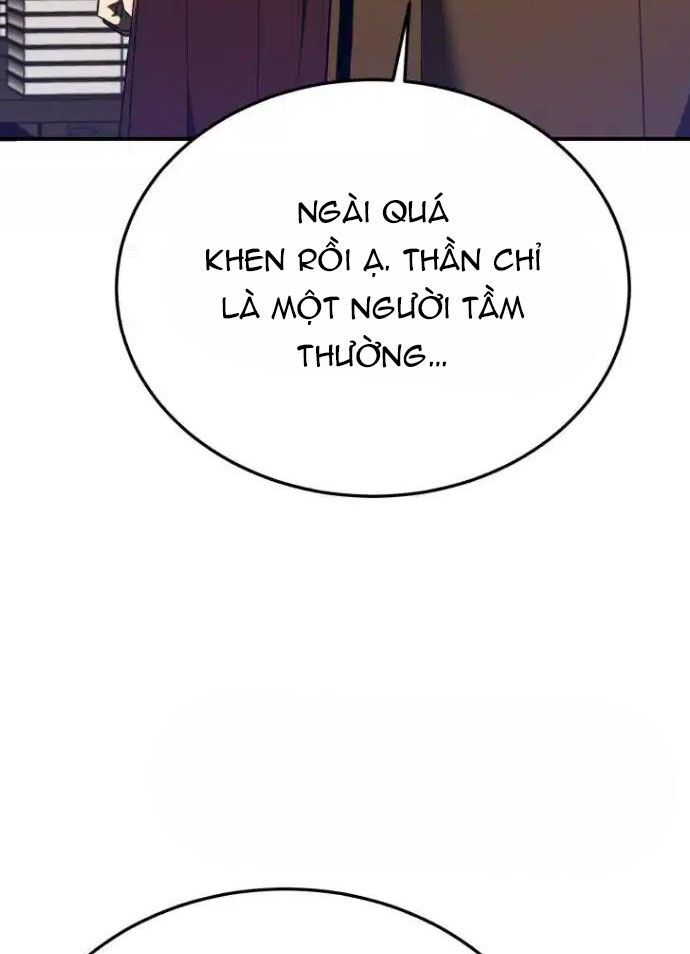 NGÀI QUÁ
KHEN RỒI Ạ. THẦN CHỈ
LÀ MỘT NGƯỜI TẦM
THƯỜNG...